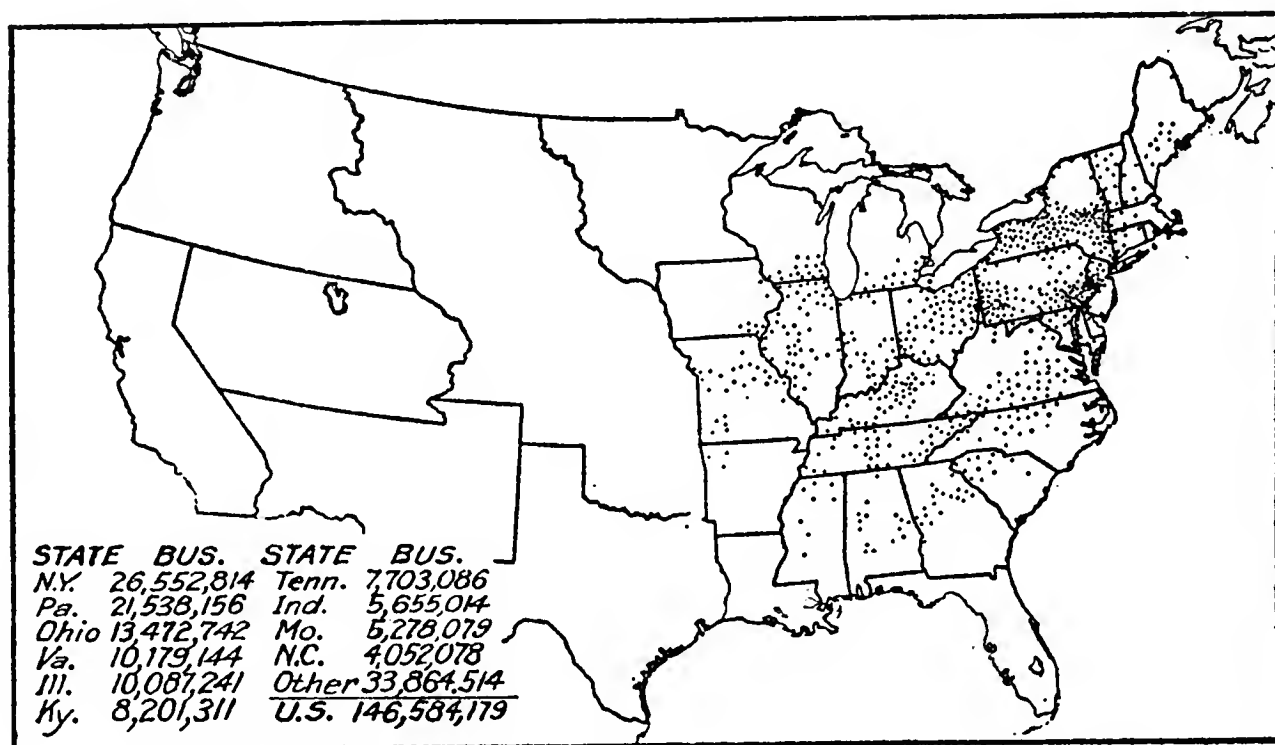 STATE BUS. STATE BUS.
N.Y. 26,552,814 Tenn. 7,703,086
Pa. 21,538,156 Ind. 5,655,014
Ohio 13,472,742 Mo. 5,278,079
Va. 10,179,144 N.C. 4,052,078
Ill. 10,087,241 Other 33,864,514
Ky. 8,201,311 U.S. 146,584,179